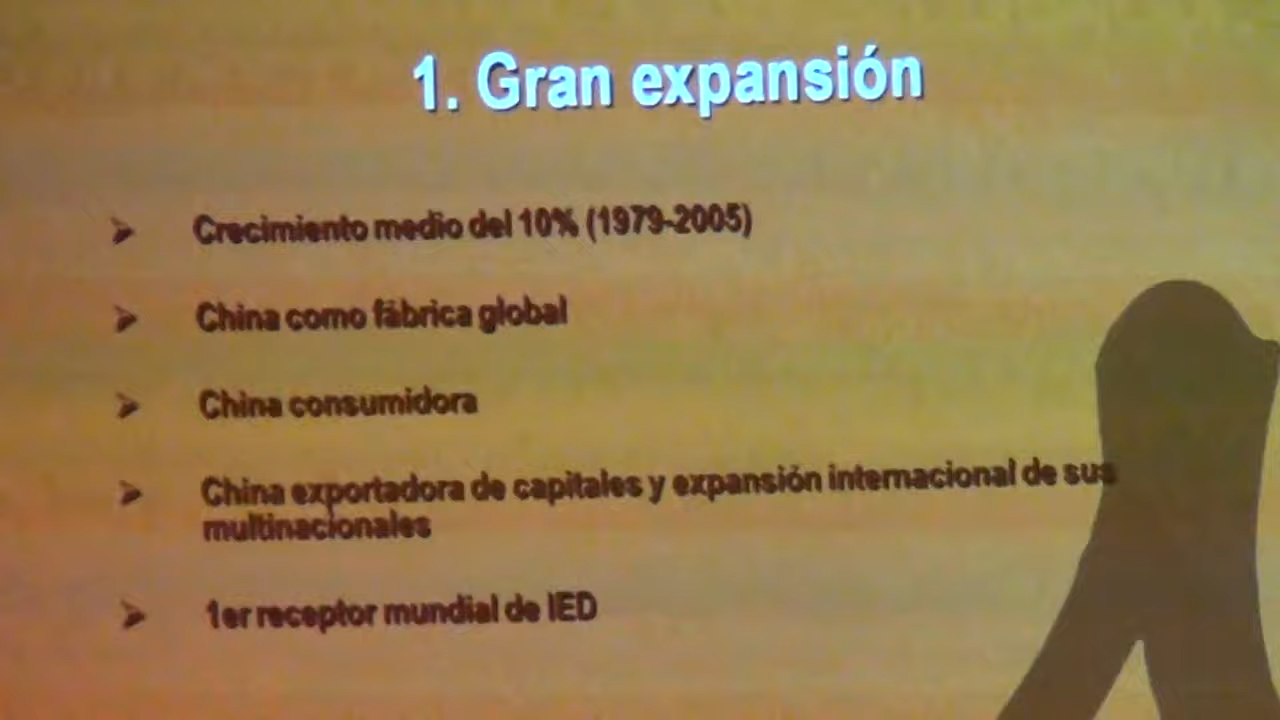 1. Gran expansión
Crecimiento medio del 10% (1979-2005)
China como fábrica global
China consumidora
China exportadora de capitales y expansión internacional de sus
multinacionales
1er receptor mundial de IED